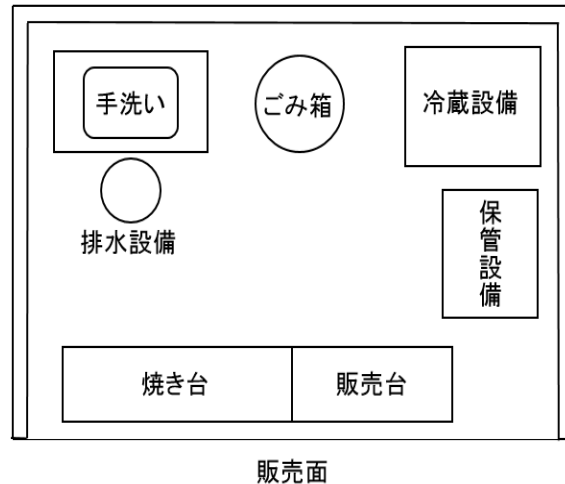 手洗い
ごみ箱
冷蔵設備
排水設備
保管設備
焼き台
販売台
販売面